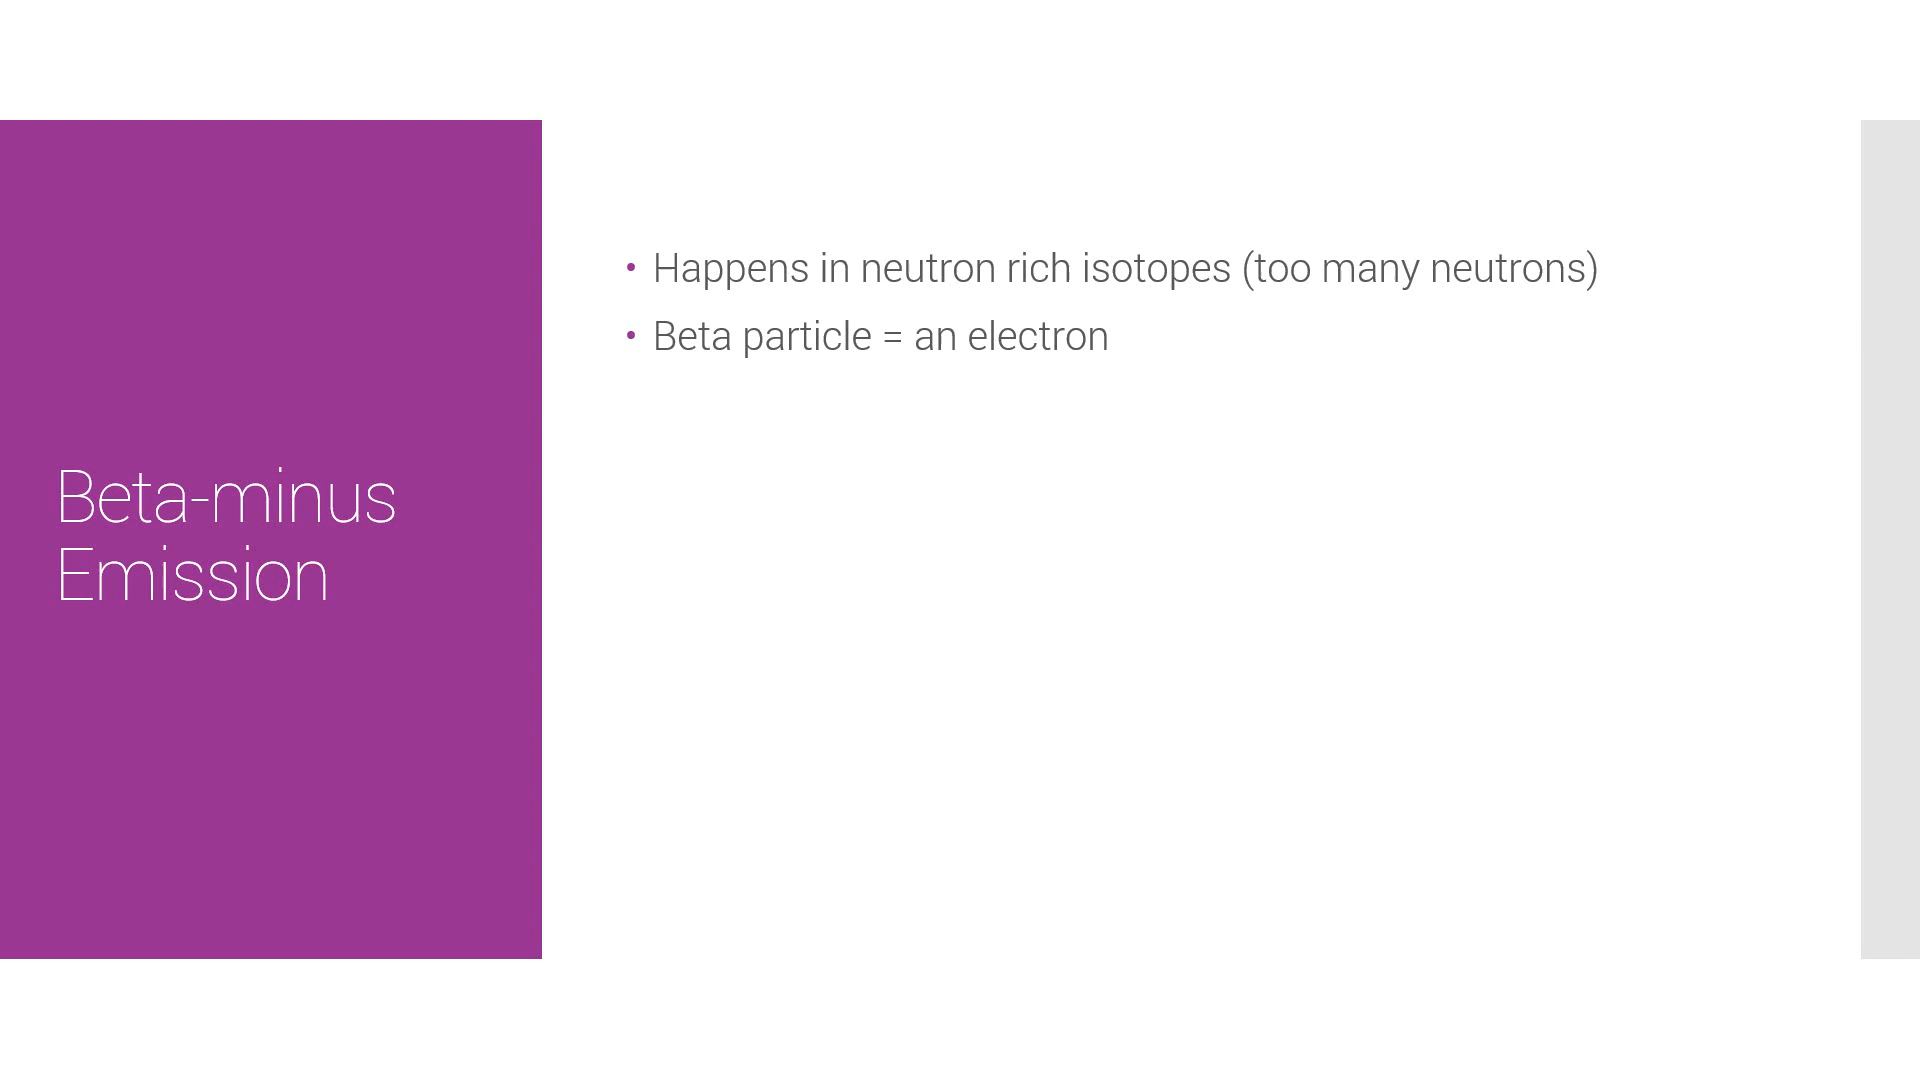 Beta-minus
Emission
• Happens in neutron rich isotopes (too many neutrons)
• Beta particle = an electron